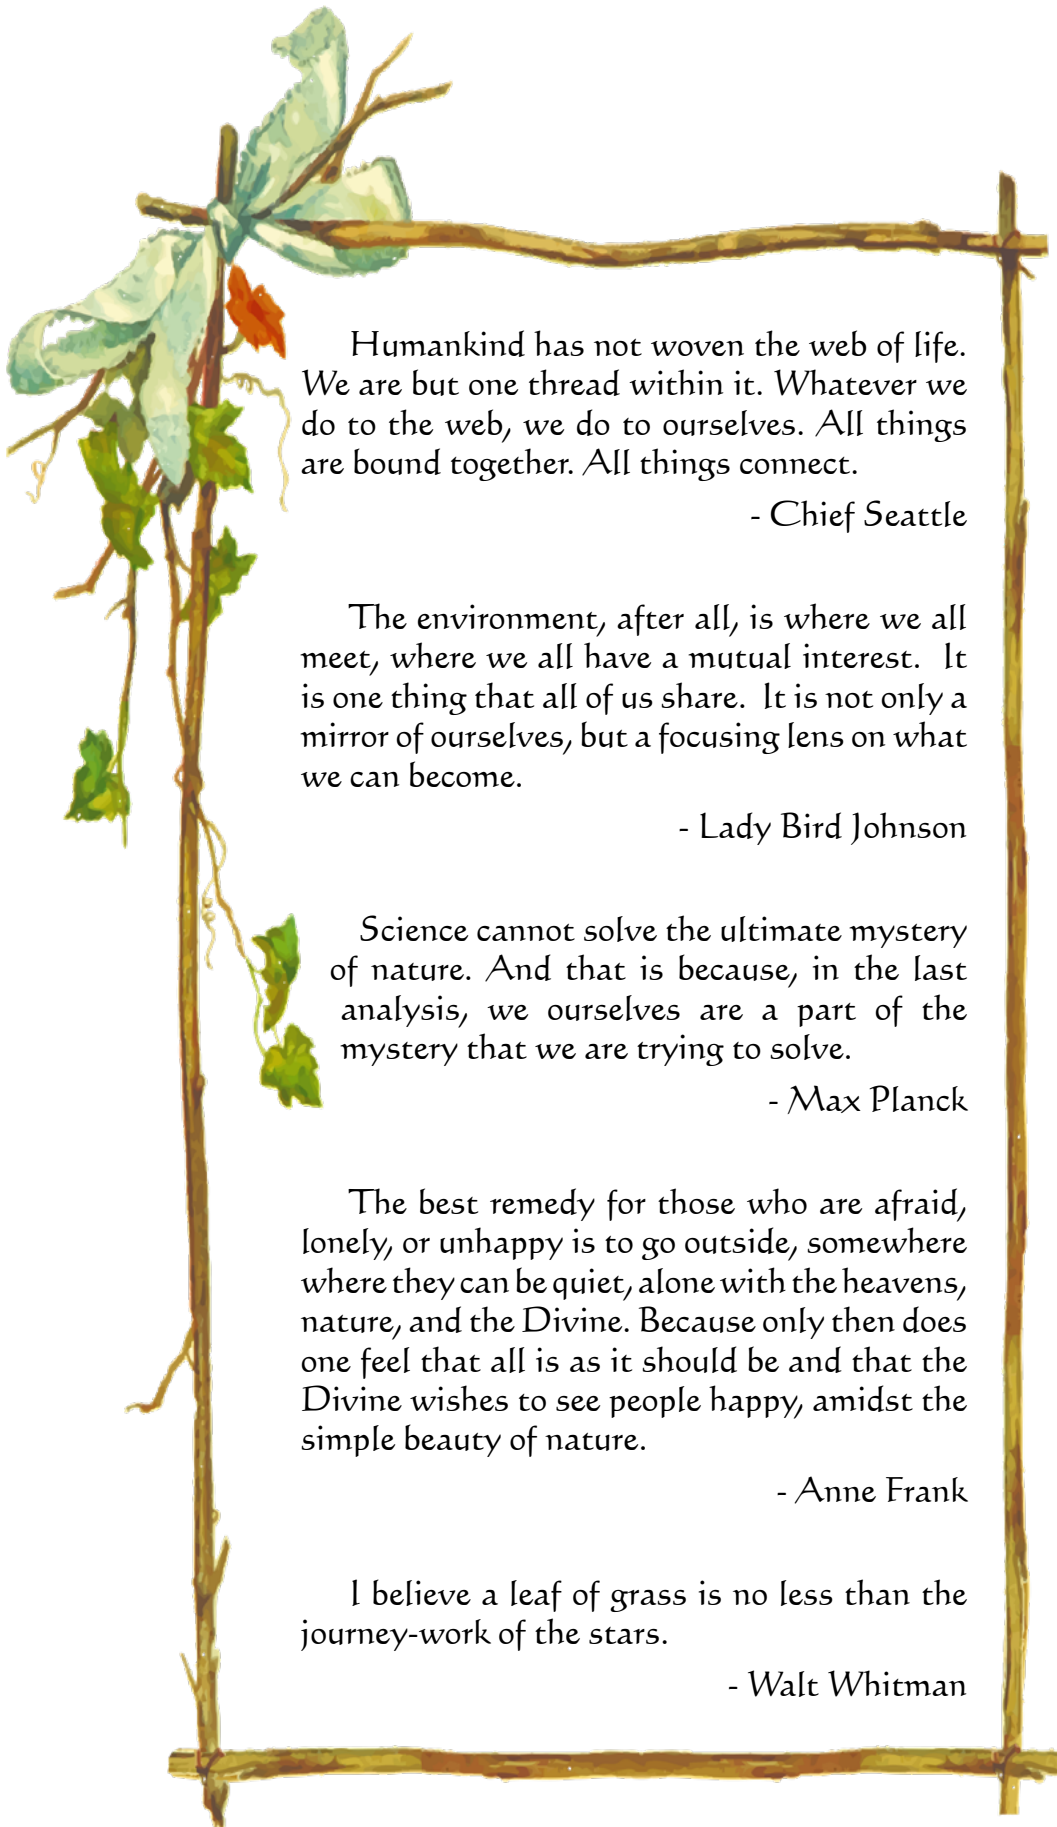 Humankind has not woven the web of life.
We are but one thread within it. Whatever we
do to the web, we do to ourselves. All things
are bound together. All things connect.
- Chief Seattle
The environment, after all, is where we all
meet, where we all have a mutual interest.  It
is one thing that all of us share.  It is not only a
mirror of ourselves, but a focusing lens on what
we can become.
- Lady Bird Johnson
Science cannot solve the ultimate mystery
of nature. And that is because, in the last
analysis, we ourselves are a part of the
mystery that we are trying to solve.
- Max Planck
The best remedy for those who are afraid,
lonely, or unhappy is to go outside, somewhere
where they can be quiet, alone with the heavens,
nature, and the Divine. Because only then does
one feel that all is as it should be and that the
Divine wishes to see people happy, amidst the
simple beauty of nature.
- Anne Frank
I believe a leaf of grass is no less than the
journey-work of the stars.
- Walt Whitman